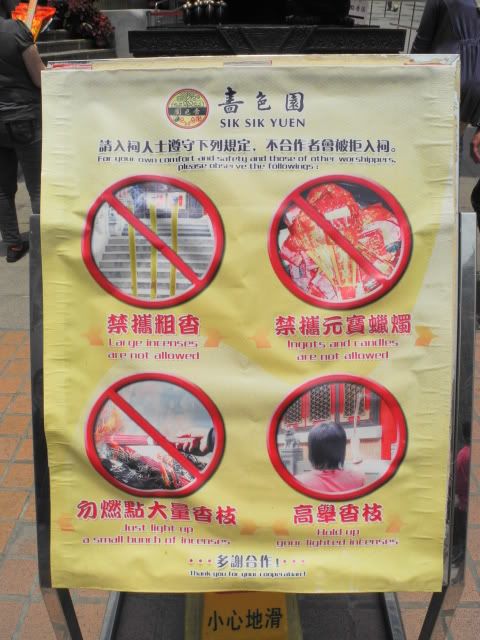 嗇色園
嗇色園
SIK SIK YUEN
請入祠人士遵守下列規定，不合作者會被拒入祠。
For your own comfort and safety and those of other worshippers,
please observe the followings :
禁攜粗香
Large incenses
are not allowed
禁攜元寶蠟燭
Ingots and candles
are not allowed
勿燃點大量香枝
Just light up
a small bunch of incenses
高舉香枝
Hold up
your lighted incenses
•••多謝合作!•••
Thank you for your cooperation!
小心地滑